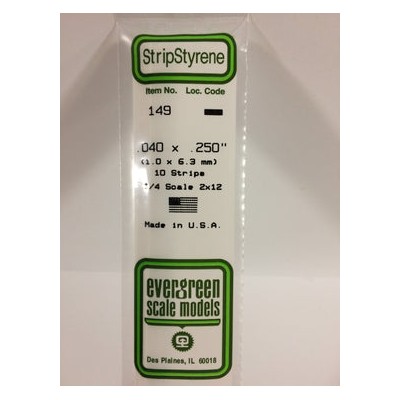 StripStyrene
Item No. Loc. Code
149
.040 x .250"
(1.0 x 6.3 mm)
10 Strips
1/4 Scale 2x12
Made in U.S.A.
evergreen
scale models
Des Plaines, IL 60018